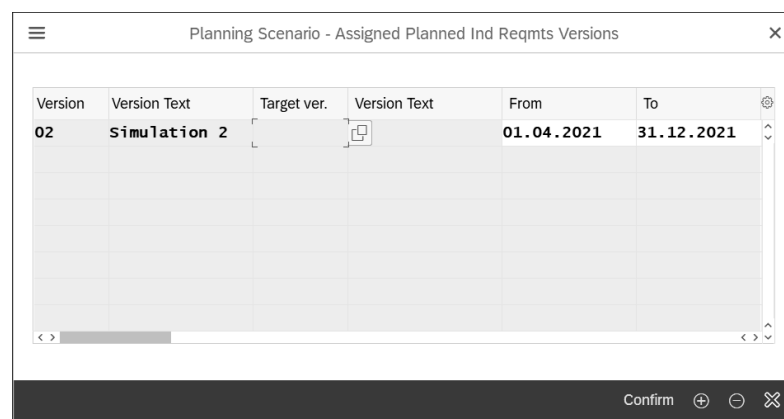 Planning Scenario - Assigned Planned Ind Reqmts Versions
Version Version Text Target ver. Version Text From To
02 Simulation 2 01.04.2021 31.12.2021
Confirm